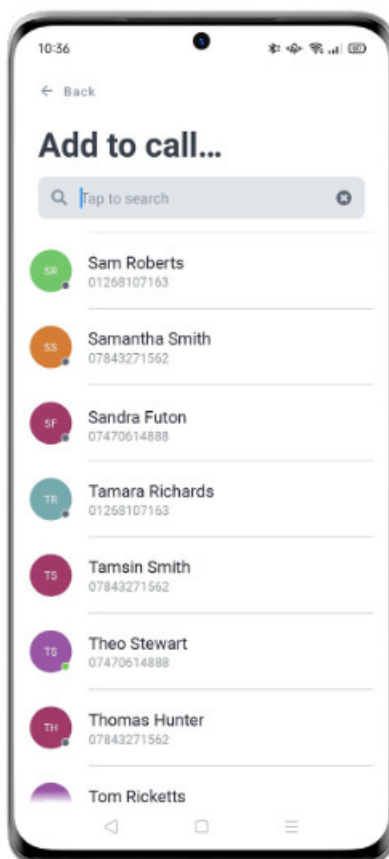 10:36
Back
Add to call...
Tap to search
SR
Sam Roberts
01268107163
SS
Samantha Smith
07843271562
SF
Sandra Futon
07470614888
TR
Tamara Richards
01268107163
TS
Tamsin Smith
07843271562
TS
Theo Stewart
07470614888
TH
Thomas Hunter
07843271562
Tom Ricketts